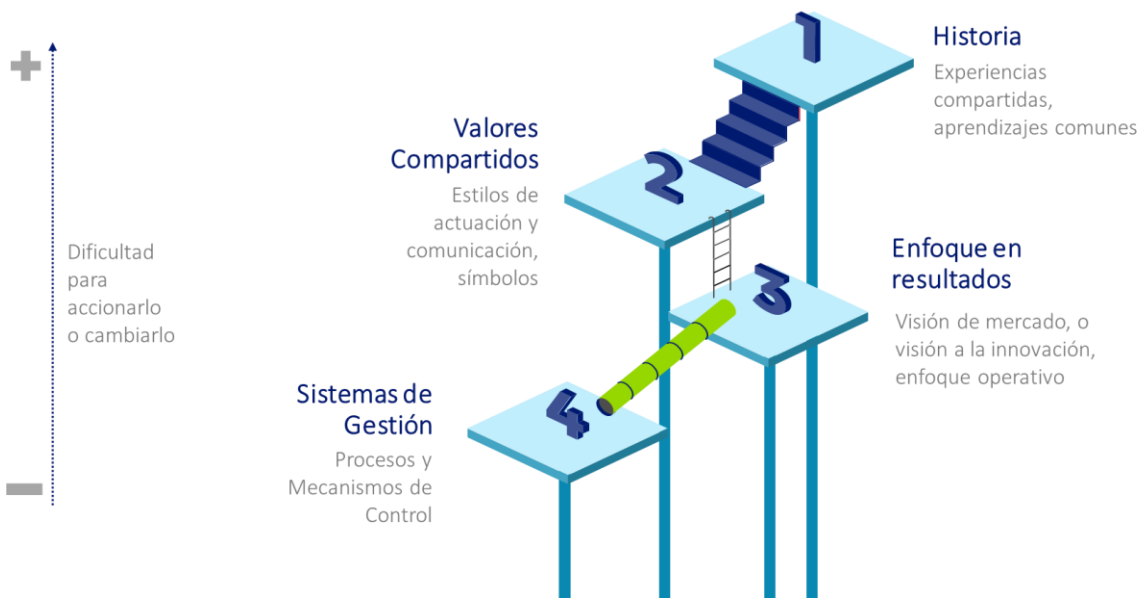 1
Historia
Experiencias
compartidas,
aprendizajes comunes
2
Valores
Compartidos
Estilos de
actuación y
comunicación,
símbolos
Dificultad
para
accionarlo
o cambiarlo
3
Enfoque en
resultados
Visión de mercado, o
visión a la innovación,
enfoque operativo
4
Sistemas de
Gestión
Procesos y
Mecanismos de
Control